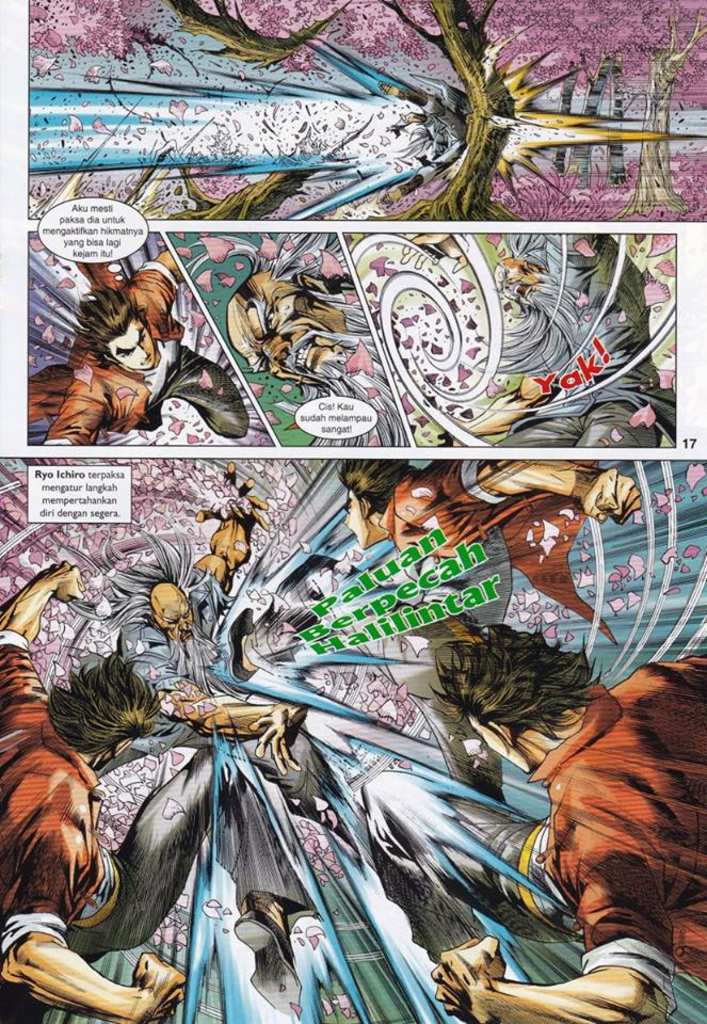 Aku mesti
paksa dia untuk
mengaktifkan hikmatnya
yang bisa lagi
kejam itu!
Cis! Kau
sudah melampau
sangat!
Yak!
17
Ryo Ichiro terpaksa
mengatur langkah
mempertahankan
diri dengan segera.
Paluan
Berpecah
Halilintar